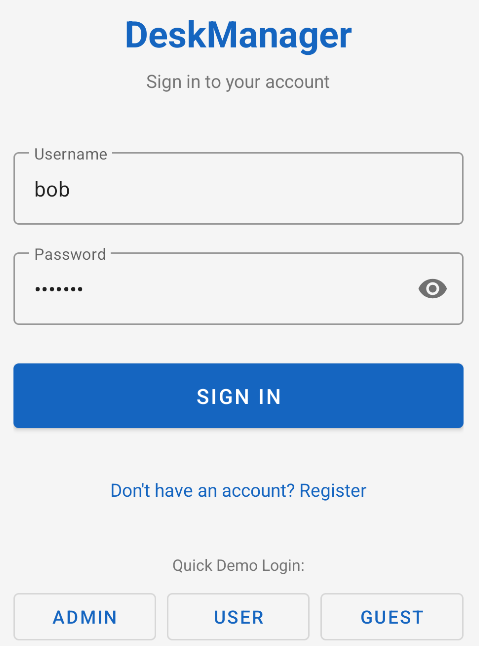 DeskManager
Sign in to your account
Username
bob
Password
•••••••
SIGN IN
Don't have an account? Register
Quick Demo Login:
ADMIN USER GUEST